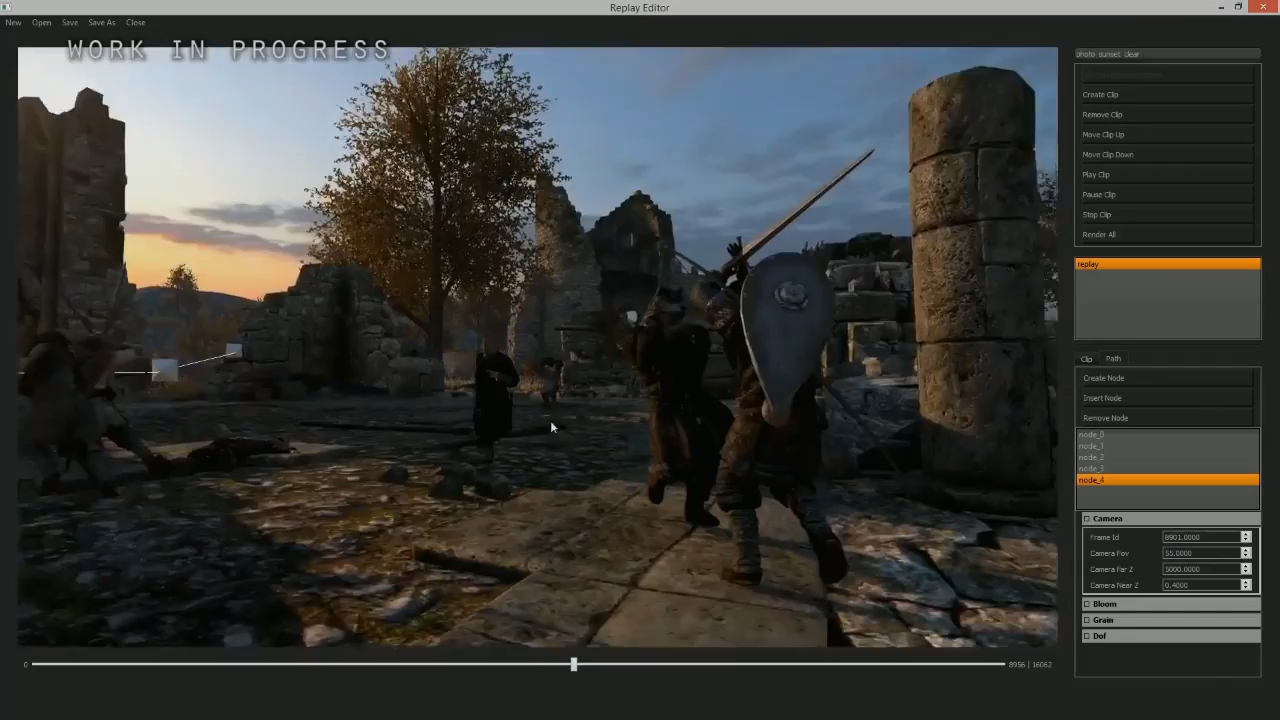 Replay Editor
New Open Save Save As Close
WORK IN PROGRESS
photo sunset clear
Create Clip
Remove Clip
Move Clip Up
Move Clip Down
Play Clip
Pause Clip
Stop Clip
Render All
replay
Clip Path
Create Node
Insert Node
Remove Node
node_0
node_1
node_2
node_3
node_4
Camera
Frame Id 8901.0000
Camera Fov 55.0000
Camera Far Z 5000.0000
Camera Near Z 0.4000
Bloom
Grain
Dof
0 8956 | 16062